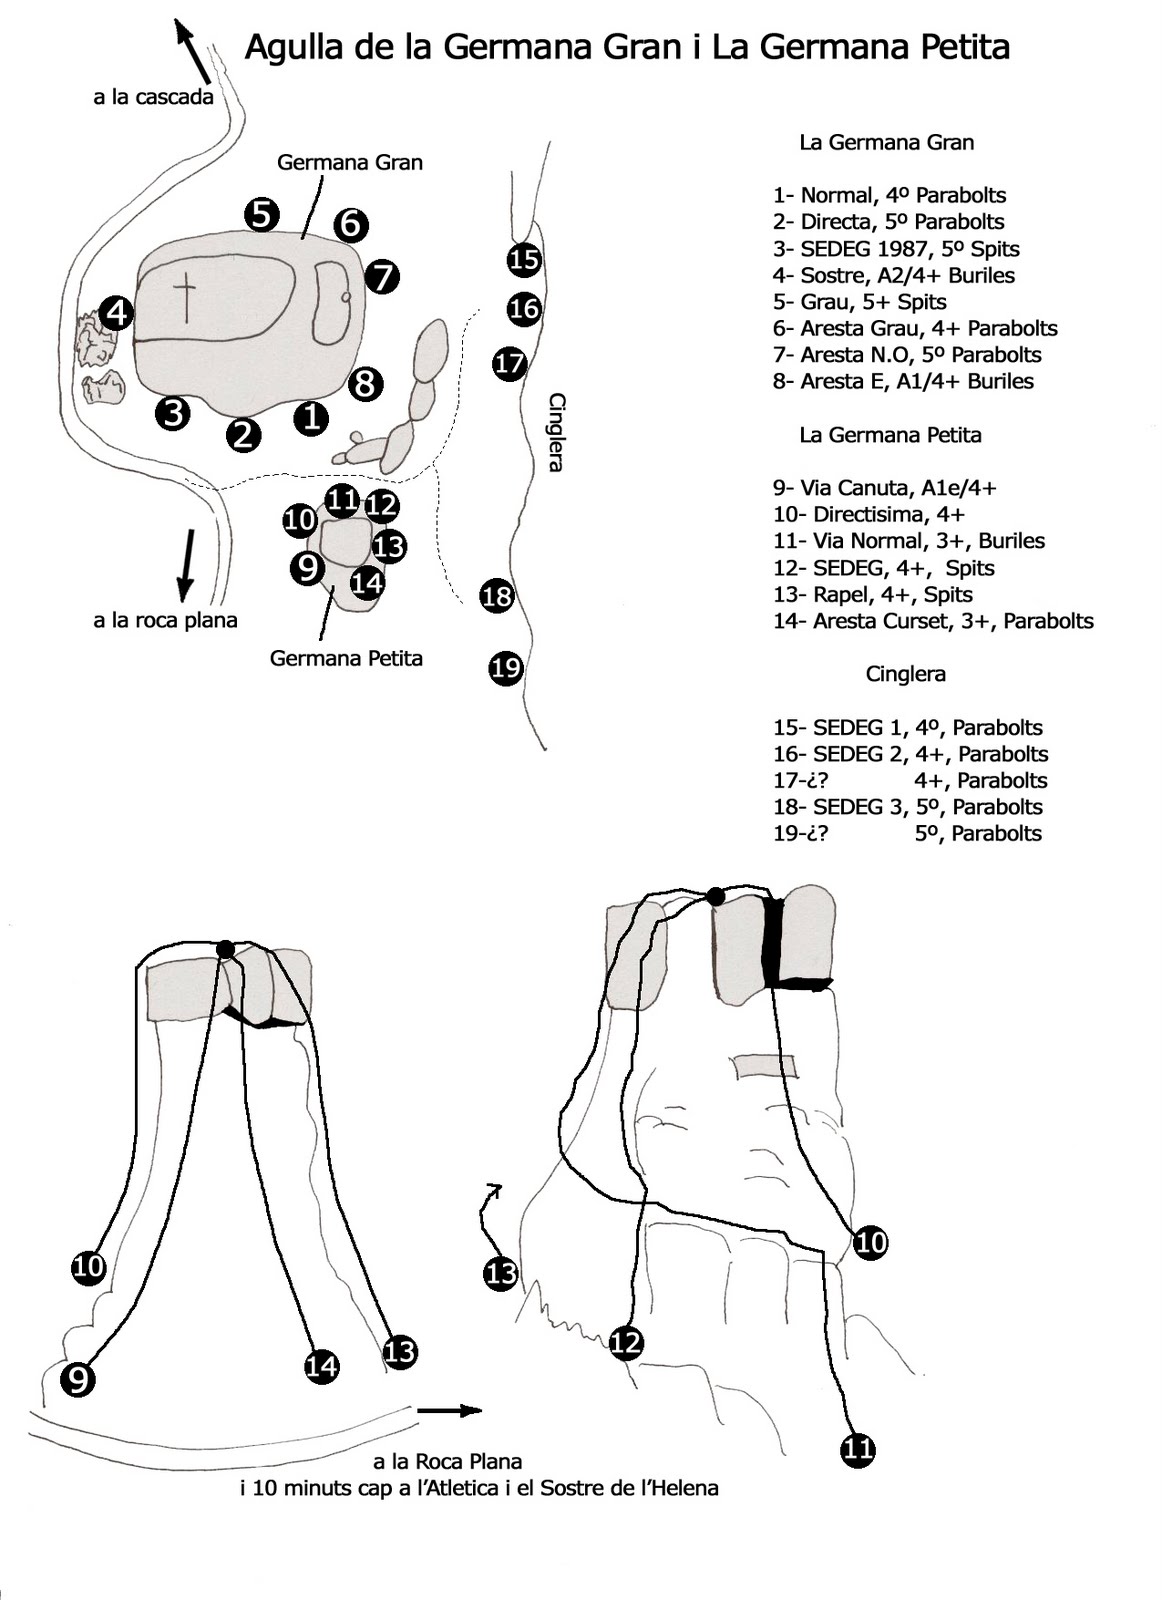 Agulla de la Germana Gran i La Germana Petita
a la cascada
Germana Gran
5
6
7
4
8
3
2
1
15
16
17
Cinglera
11
12
10
13
9
14
18
19
a la roca plana
Germana Petita
La Germana Gran
1- Normal, 4º Parabolts
2- Directa, 5º Parabolts
3- SEDEG 1987, 5º Spits
4- Sostre, A2/4+ Buriles
5- Grau, 5+ Spits
6- Aresta Grau, 4+ Parabolts
7- Aresta N.O, 5º Parabolts
8- Aresta E, A1/4+ Buriles
La Germana Petita
9- Via Canuta, A1e/4+
10- Directisima, 4+
11- Via Normal, 3+, Buriles
12- SEDEG, 4+, Spits
13- Rapel, 4+, Spits
14- Aresta Curset, 3+, Parabolts
Cinglera
15- SEDEG 1, 4º, Parabolts
16- SEDEG 2, 4+, Parabolts
17-¿? 4+, Parabolts
18- SEDEG 3, 5º, Parabolts
19-¿? 5º, Parabolts
10
9
14
13
13
12
10
11
a la Roca Plana
i 10 minuts cap a l'Atletica i el Sostre de l'Helena